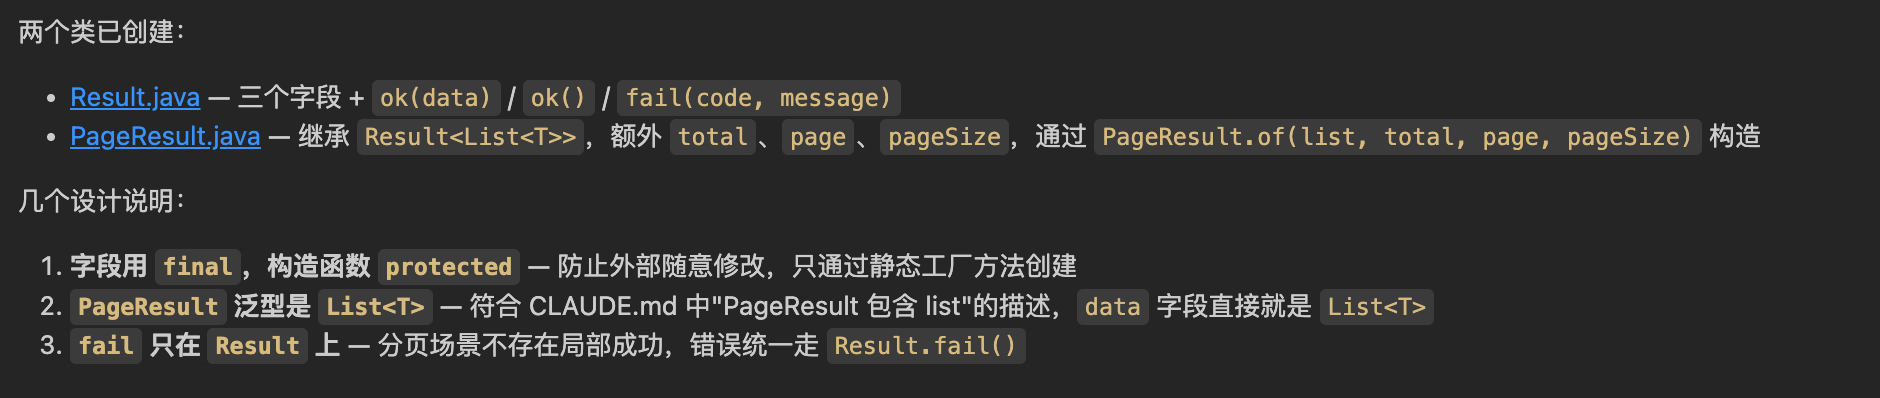 两个类已创建：
• Result.java — 三个字段 + ok(data) / ok() / fail(code, message)
• PageResult.java — 继承 Result<List<T>>，额外 total、page、pageSize，通过 PageResult.of(list, total, page, pageSize) 构造
几个设计说明：
1. 字段用 final，构造函数 protected — 防止外部随意修改，只通过静态工厂方法创建
2. PageResult 泛型是 List<T> — 符合 CLAUDE.md 中"PageResult 包含 list"的描述，data 字段直接就是 List<T>
3. fail 只在 Result 上 — 分页场景不存在局部成功，错误统一走 Result.fail()